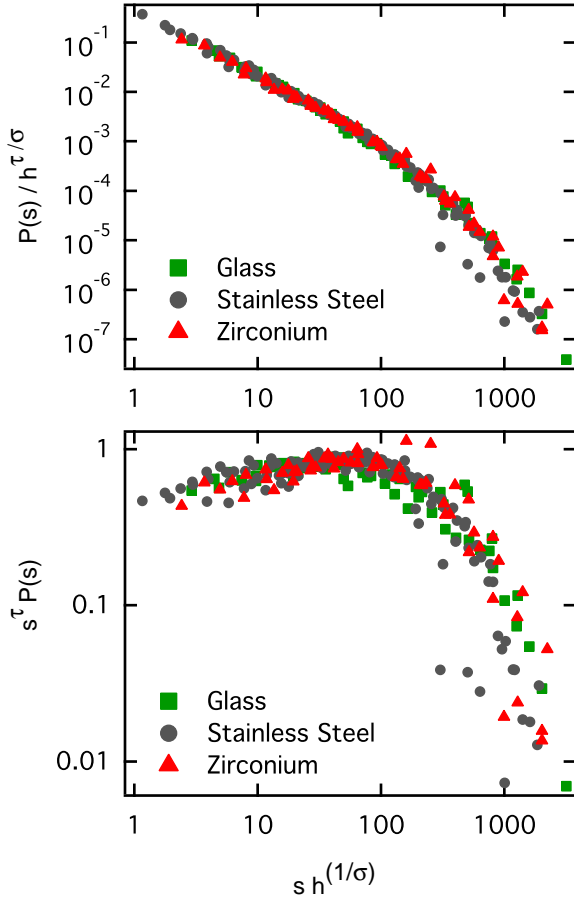 P(s) / h^{τ/σ}
10^{-1}
10^{-2}
10^{-3}
10^{-4}
10^{-5}
10^{-6}
10^{-7}
Glass
Stainless Steel
Zirconium
1 10 100 1000
s^τ P(s)
1
0.1
0.01
Glass
Stainless Steel
Zirconium
1 10 100 1000
s h^{(1/σ)}